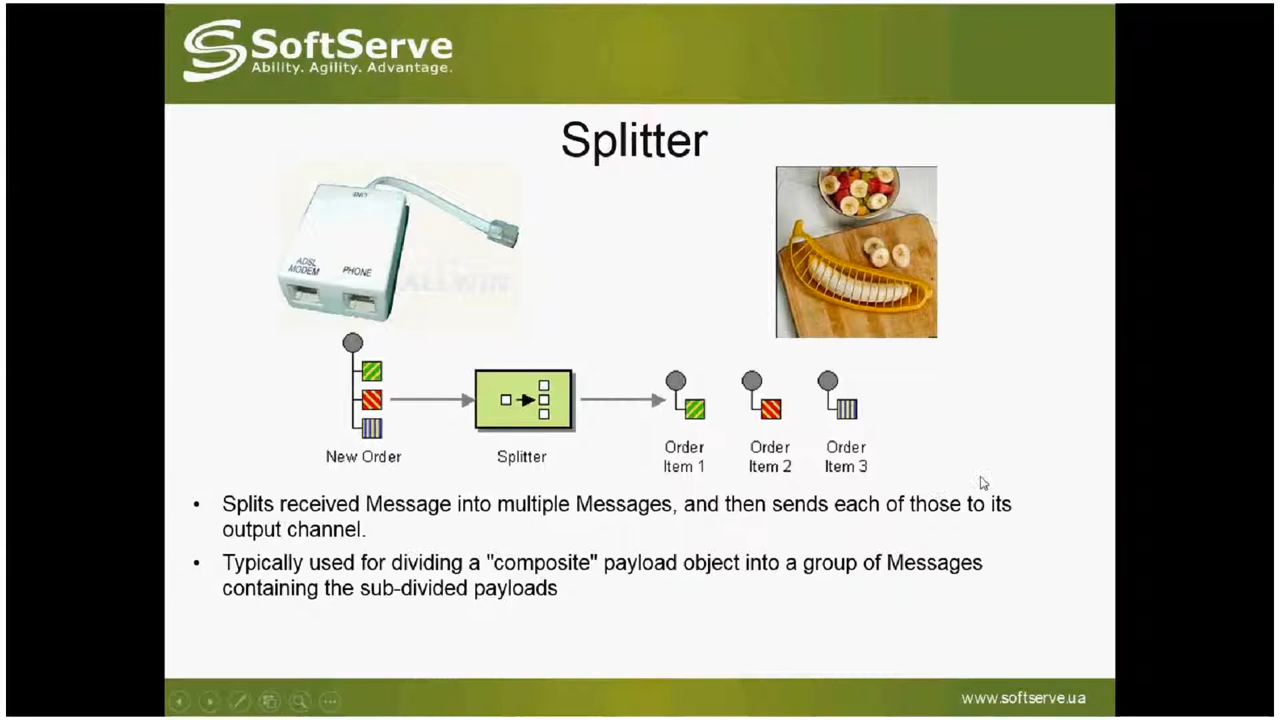 SoftServe
Ability. Agility. Advantage.
Splitter
LINE
ADSL
MODEM
PHONE
ALLWIN
New Order
Splitter
Order
Item 1
Order
Item 2
Order
Item 3
• Splits received Message into multiple Messages, and then sends each of those to its
output channel.
• Typically used for dividing a "composite" payload object into a group of Messages
containing the sub-divided payloads
www.softserve.ua